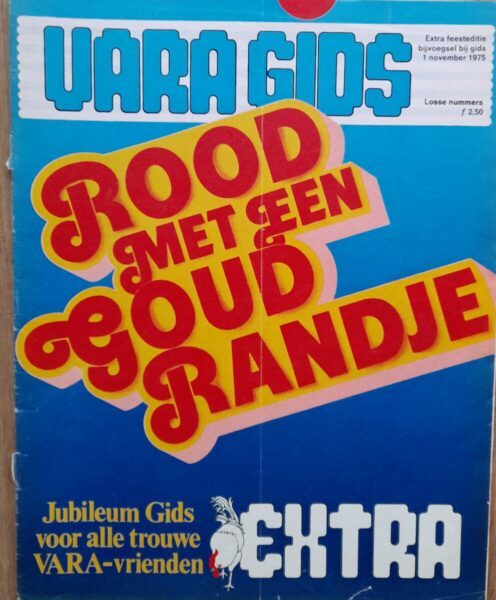 VARA GIDS
Extra feesteditie
bijvoegsel bij gids
1 november 1975
Losse nummers
ƒ 2,50
ROOD
MET EEN
GOUD
RANDJE
Jubileum Gids
voor alle trouwe
VARA-vrienden
EXTRA